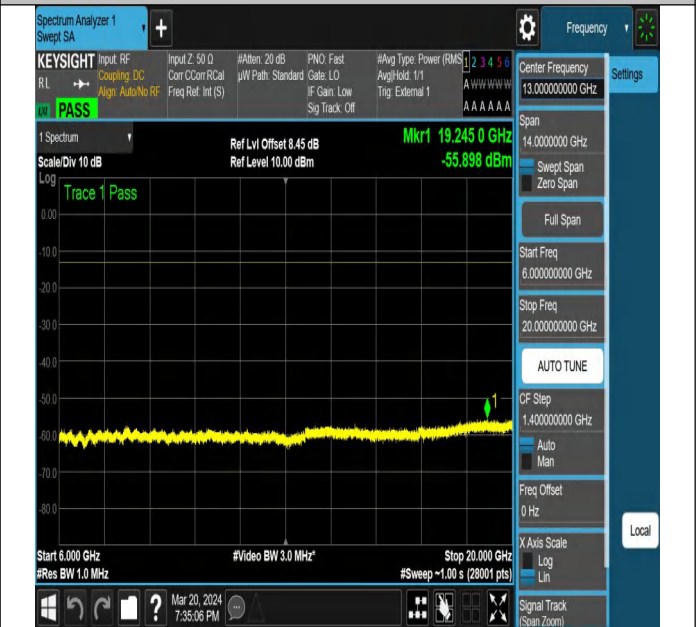 Spectrum Analyzer 1
Swept SA
+
Frequency
KEYSIGHT
RL
PASS
Input: RF
Coupling: DC
Align: Auto/No RF
Input Z: 50 Ω
Corr CCorr RCal
Freq Ref: Int (S)
#Atten: 20 dB
µW Path: Standard
PNO: Fast
Gate: LO
IF Gain: Low
Sig Track: Off
#Avg Type: Power (RMS
Avg|Hold: 1/1
Trig: External 1
1 2 3 4 5 6
A W W W W W
A A A A A A
1 Spectrum
Scale/Div 10 dB
Ref Lvl Offset 8.45 dB
Ref Level 10.00 dBm
Mkr1 19.245 0 GHz
-55.898 dBm
Log
Trace 1 Pass
0.00
-10.0
-20.0
-30.0
-40.0
-50.0
-60.0
-70.0
-80.0
1
Start 6.000 GHz
#Res BW 1.0 MHz
#Video BW 3.0 MHz*
Stop 20.000 GHz
#Sweep ~1.00 s (28001 pts)
Mar 20, 2024
7:35:06 PM
Center Frequency
13.000000000 GHz
Span
14.0000000 GHz
Swept Span
Zero Span
Full Span
Start Freq
6.000000000 GHz
Stop Freq
20.000000000 GHz
AUTO TUNE
CF Step
1.400000000 GHz
Auto
Man
Freq Offset
0 Hz
X Axis Scale
Log
Lin
Signal Track
(Span Zoom)
Settings
Local